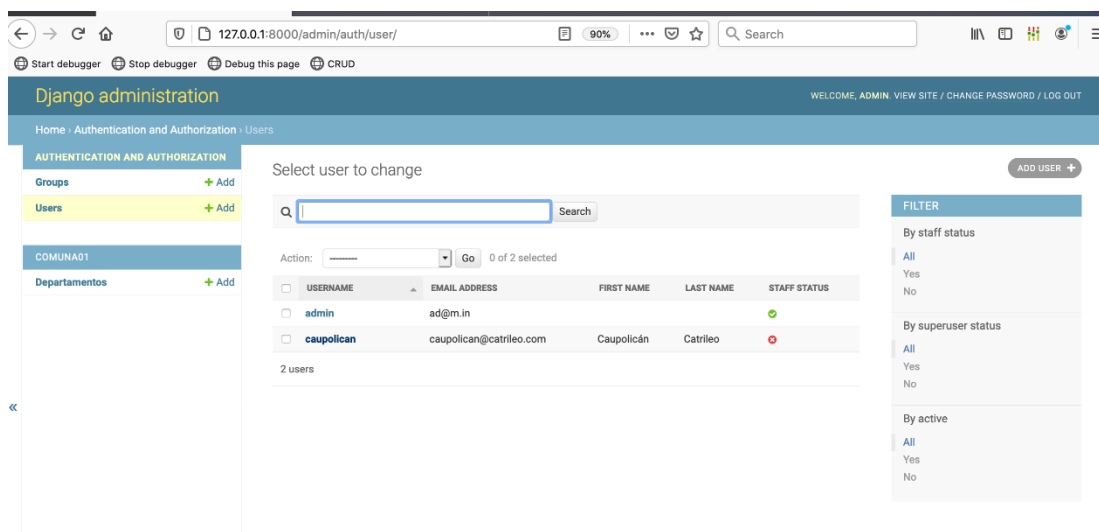 127.0.0.1:8000/admin/auth/user/ 90% Search
Start debugger Stop debugger Debug this page CRUD
Django administration
WELCOME, ADMIN. VIEW SITE / CHANGE PASSWORD / LOG OUT
Home › Authentication and Authorization › Users
AUTHENTICATION AND AUTHORIZATION
Groups + Add
Users + Add
COMUNA01
Departamentos + Add
Select user to change
ADD USER +
Search
Action: --------- Go 0 of 2 selected
USERNAME EMAIL ADDRESS FIRST NAME LAST NAME STAFF STATUS
admin ad@m.in
caupolican caupolican@catrileo.com Caupolicán Catrileo
2 users
FILTER
By staff status
All
Yes
No
By superuser status
All
Yes
No
By active
All
Yes
No
«